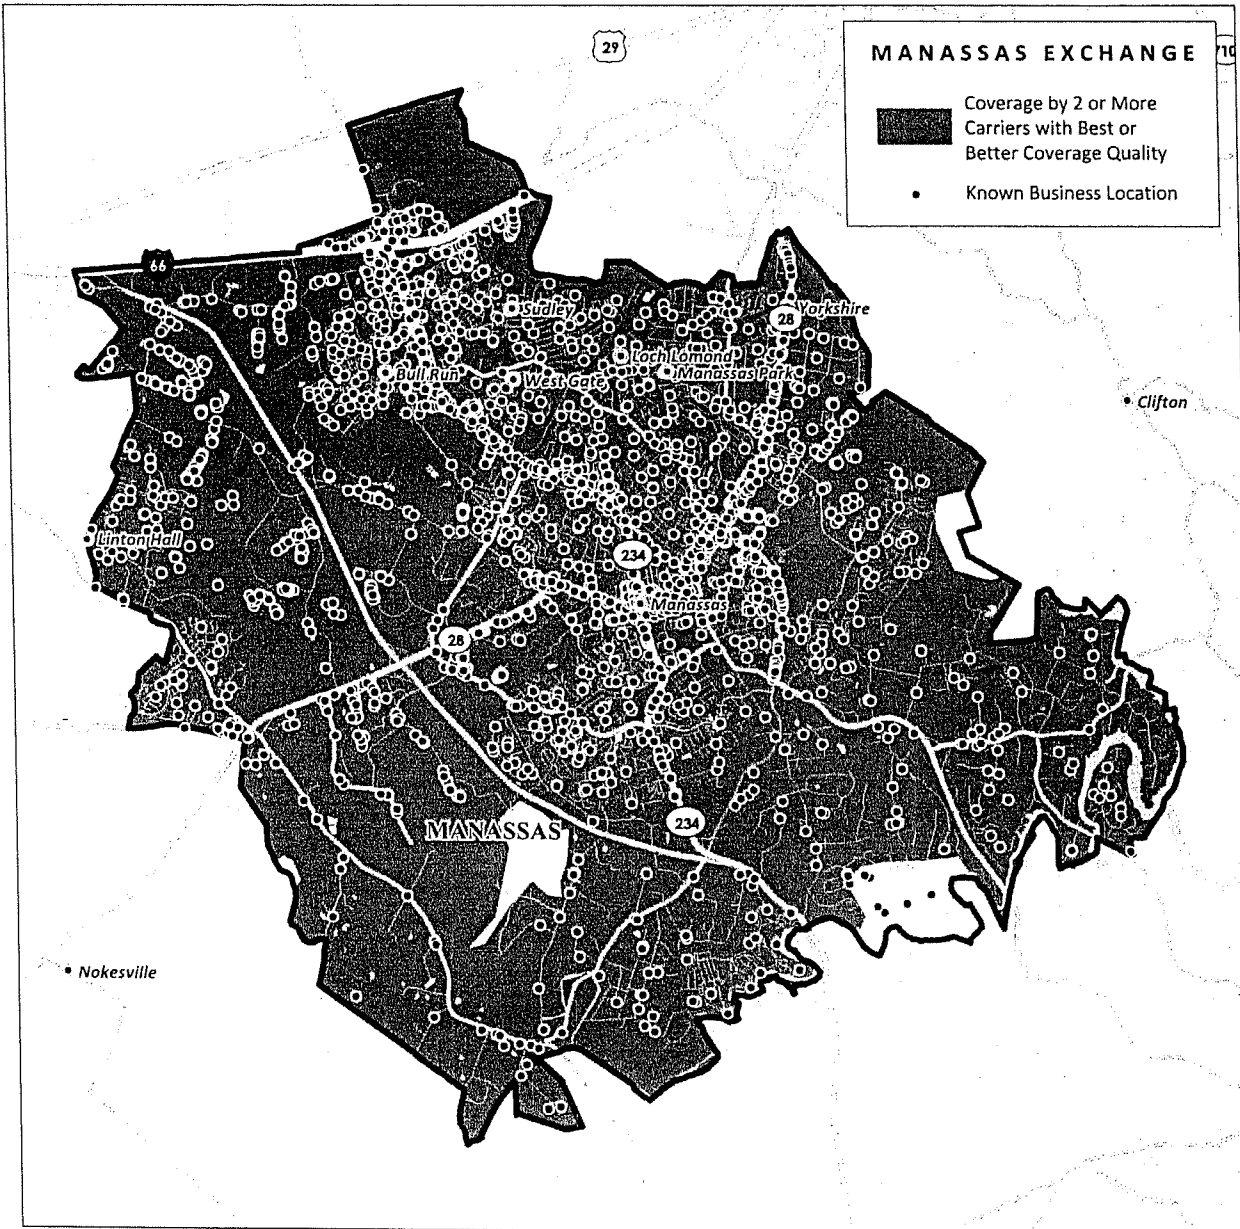 29
MANASSAS EXCHANGE
Coverage by 2 or More
Carriers with Best or
Better Coverage Quality
Known Business Location
66
Sudley
28
Yorkshire
Loch Lomond
Bull Run
West Gate
Manassas Park
Clifton
Linton Hall
234
Manassas
28
234
MANASSAS
Nokesville